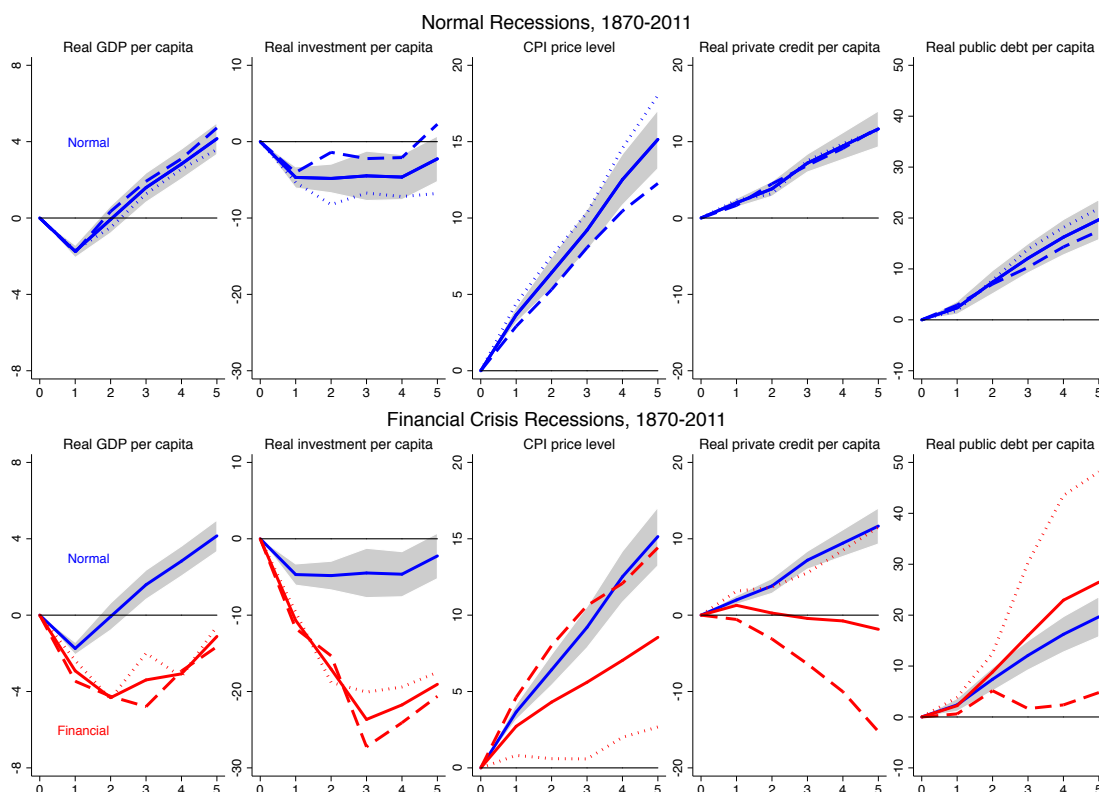 Normal Recessions, 1870-2011
Real GDP per capita
Real investment per capita
CPI price level
Real private credit per capita
Real public debt per capita
8
4
0
-4
-8
Normal
0 1 2 3 4 5
10
0
-10
-20
-30
0 1 2 3 4 5
20
15
10
5
0
0 1 2 3 4 5
20
10
0
-10
-20
0 1 2 3 4 5
50
40
30
20
10
0
-10
0 1 2 3 4 5
Financial Crisis Recessions, 1870-2011
Real GDP per capita
Real investment per capita
CPI price level
Real private credit per capita
Real public debt per capita
8
4
0
-4
-8
Normal
Financial
0 1 2 3 4 5
10
0
-10
-20
-30
0 1 2 3 4 5
20
15
10
5
0
0 1 2 3 4 5
20
10
0
-10
-20
0 1 2 3 4 5
50
40
30
20
10
0
-10
0 1 2 3 4 5